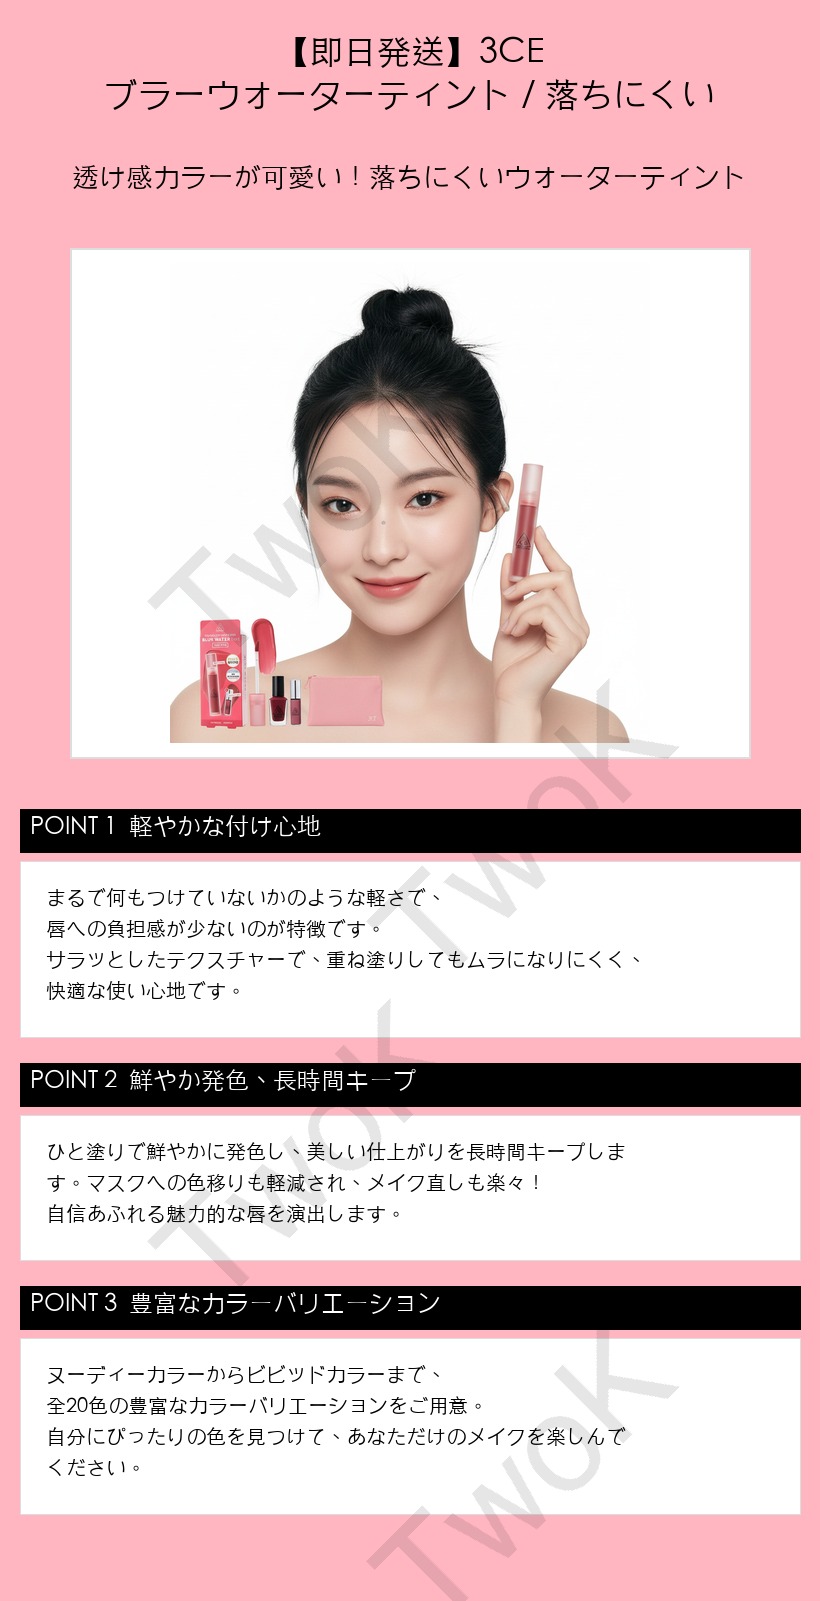 【即日発送】3CE
ブラーウォーターティント / 落ちにくい
透け感カラーが可愛い！落ちにくいウォーターティント
BLUR WATER
POINT 1 軽やかな付け心地
まるで何もつけていないかのような軽さで、
唇への負担感が少ないのが特徴です。
サラッとしたテクスチャーで、重ね塗りしてもムラになりにくく、
快適な使い心地です。
POINT 2 鮮やか発色、長時間キープ
ひと塗りで鮮やかに発色し、美しい仕上がりを長時間キープしま
す。マスクへの色移りも軽減され、メイク直しも楽々！
自信あふれる魅力的な唇を演出します。
POINT 3 豊富なカラーバリエーション
ヌーディーカラーからビビッドカラーまで、
全20色の豊富なカラーバリエーションをご用意。
自分にぴったりの色を見つけて、あなただけのメイクを楽しんで
ください。
TwoK
TwoK
TwoK
TwoK